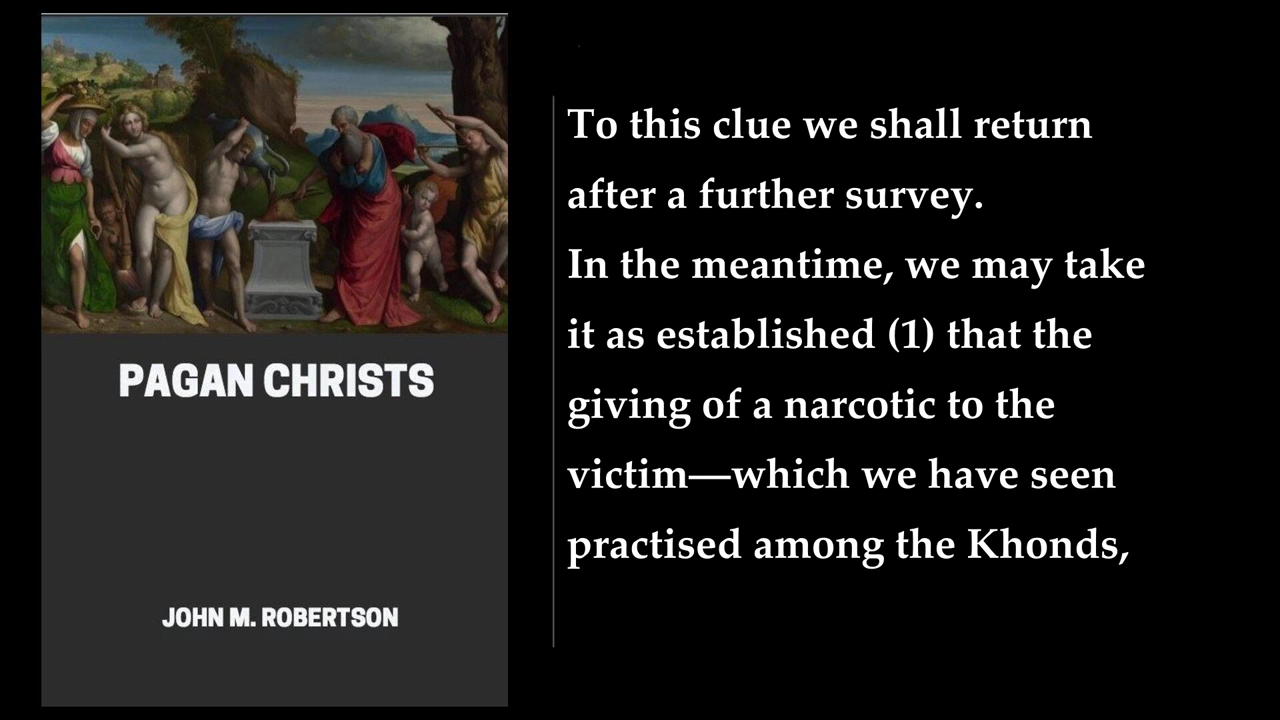 PAGAN CHRISTS
JOHN M. ROBERTSON
To this clue we shall return
after a further survey.
In the meantime, we may take
it as established (1) that the
giving of a narcotic to the
victim—which we have seen
practised among the Khonds,